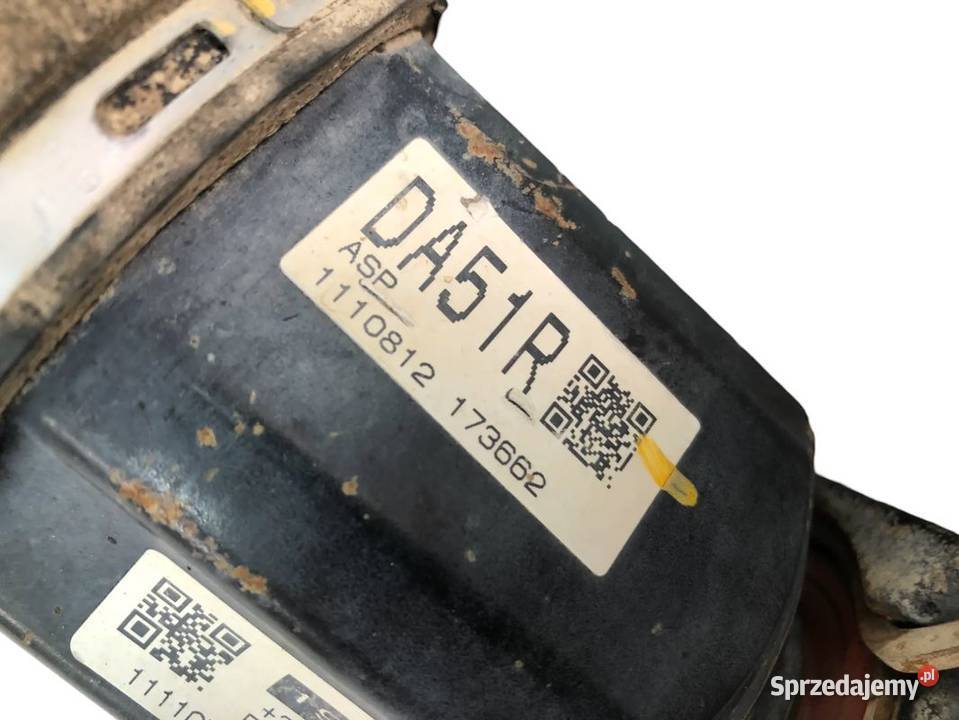 DA51R
ASP
1110812 173662
Sprzedajemy.pl